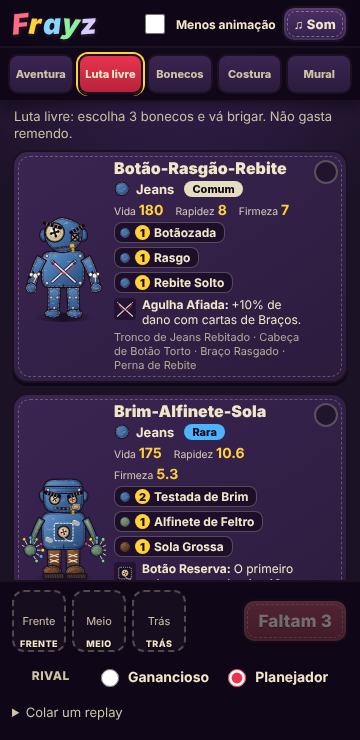 Frayz
Menos animação
♫ Som
Aventura
Luta livre
Bonecos
Costura
Mural
Luta livre: escolha 3 bonecos e vá brigar. Não gasta
remendo.
Botão-Rasgão-Rebite
Jeans Comum
Vida 180 Rapidez 8 Firmeza 7
1 Botãozada
1 Rasgo
1 Rebite Solto
Agulha Afiada: +10% de
dano com cartas de Braços.
Tronco de Jeans Rebitado · Cabeça
de Botão Torto · Braço Rasgado ·
Perna de Rebite
Brim-Alfinete-Sola
Jeans Rara
Vida 175 Rapidez 10.6
Firmeza 5.3
2 Testada de Brim
1 Alfinete de Feltro
1 Sola Grossa
Botão Reserva: O primeiro
Frente
FRENTE
Meio
MEIO
Trás
TRÁS
Faltam 3
RIVAL
Ganancioso
Planejador
Colar um replay